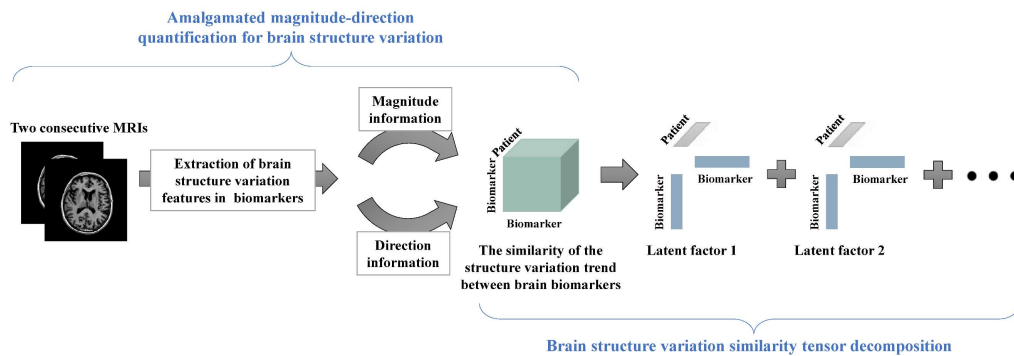 Amalgamated magnitude-direction
quantification for brain structure variation
Two consecutive MRIs
Extraction of brain
structure variation
features in biomarkers
Magnitude
information
Direction
information
Patient
Biomarker
Biomarker
The similarity of the
structure variation trend
between brain biomarkers
Patient
Biomarker
Biomarker
Latent factor 1
Patient
Biomarker
Biomarker
Latent factor 2
Brain structure variation similarity tensor decomposition